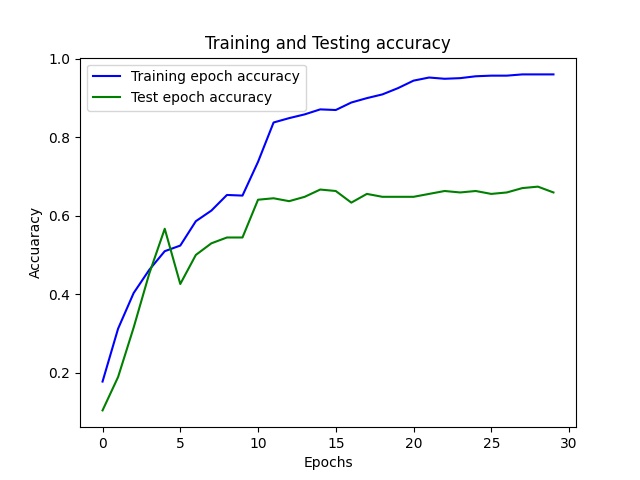 Training and Testing accuracy
Training epoch accuracy
Test epoch accuracy
1.0
0.8
0.6
0.4
0.2
Accuaracy
0 5 10 15 20 25 30
Epochs